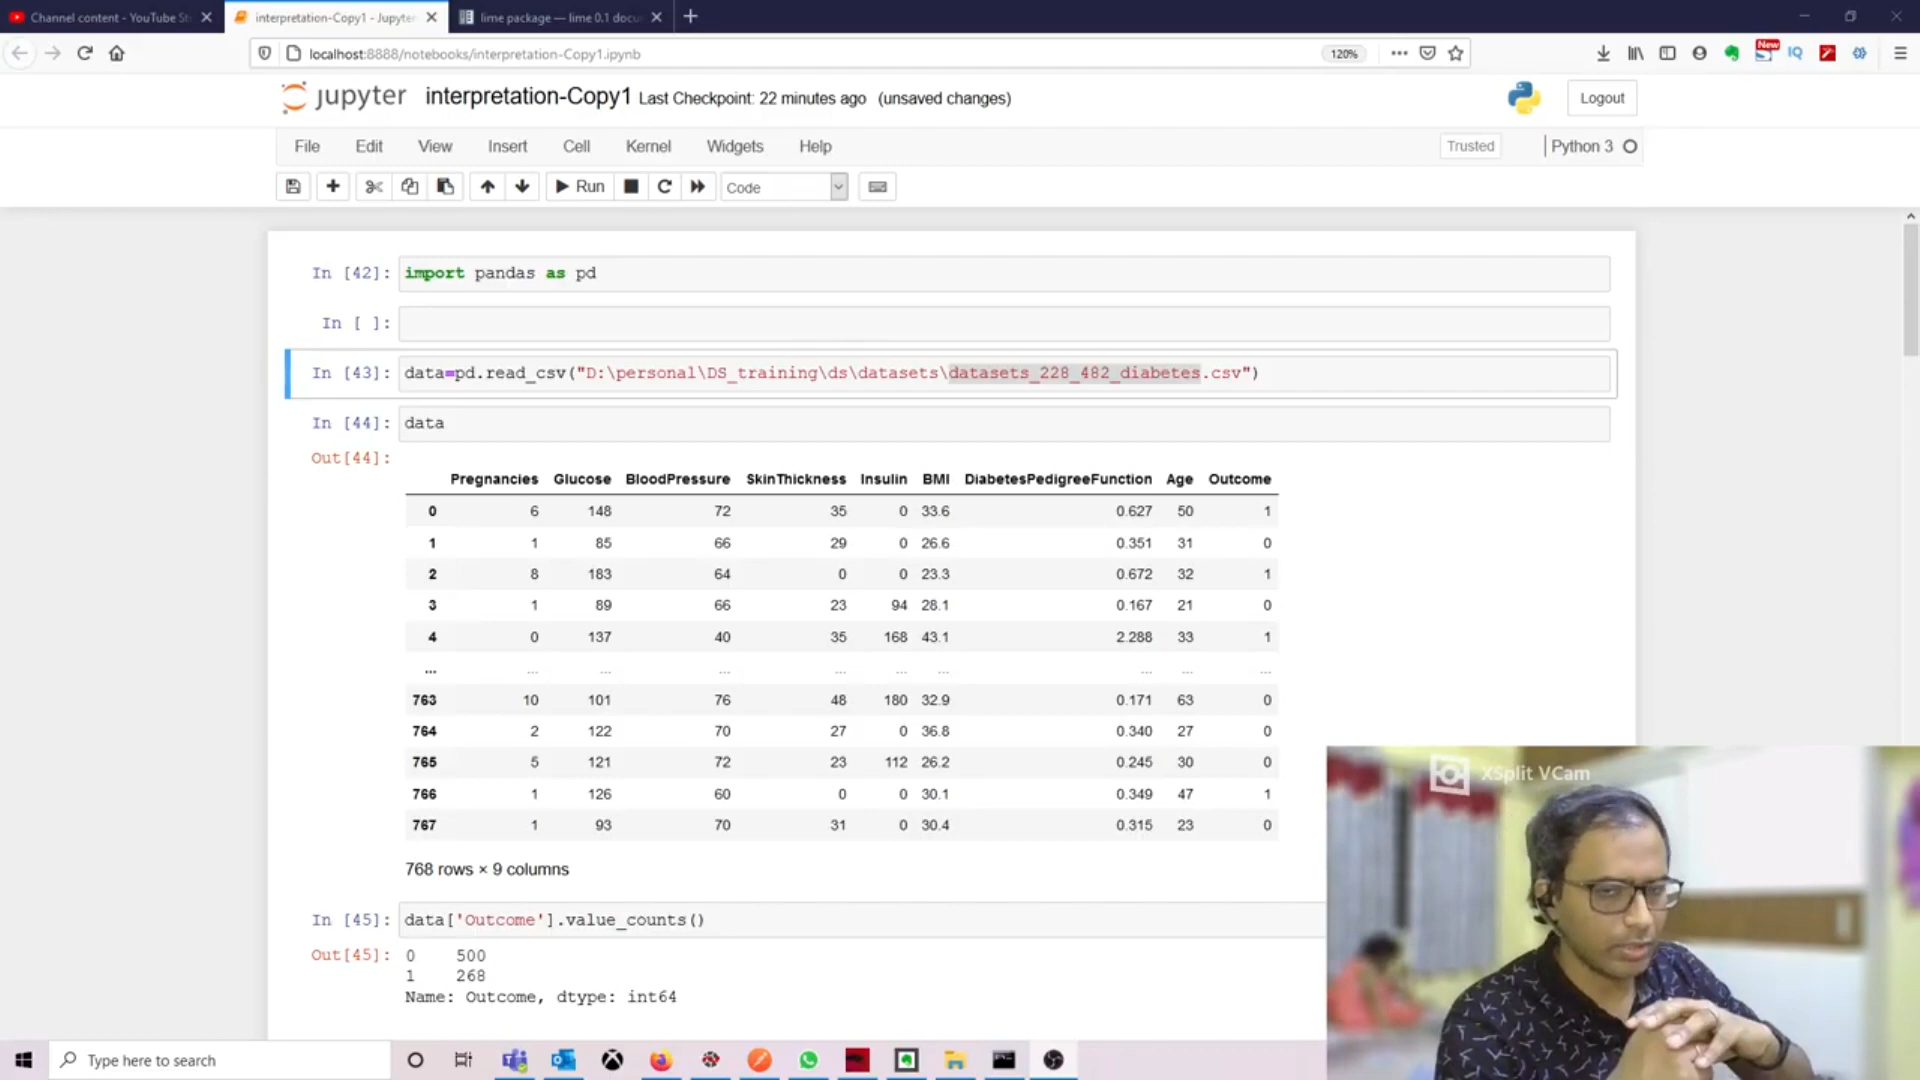 Channel content - YouTube St
interpretation-Copy1 - Jupyter
lime package — lime 0.1 docu
localhost:8888/notebooks/interpretation-Copy1.ipynb
120%
New
IQ
jupyter interpretation-Copy1 Last Checkpoint: 22 minutes ago (unsaved changes)
Logout
File Edit View Insert Cell Kernel Widgets Help
Trusted
Python 3
Run
Code
In [42]: import pandas as pd
In [ ]:
In [43]: data=pd.read_csv("D:\personal\DS_training\ds\datasets\datasets_228_482_diabetes.csv")
In [44]: data
Out[44]:
Pregnancies Glucose BloodPressure SkinThickness Insulin BMI DiabetesPedigreeFunction Age Outcome
0 6 148 72 35 0 33.6 0.627 50 1
1 1 85 66 29 0 26.6 0.351 31 0
2 8 183 64 0 0 23.3 0.672 32 1
3 1 89 66 23 94 28.1 0.167 21 0
4 0 137 40 35 168 43.1 2.288 33 1
... ... ... ... ... ... ... ... ... ...
763 10 101 76 48 180 32.9 0.171 63 0
764 2 122 70 27 0 36.8 0.340 27 0
765 5 121 72 23 112 26.2 0.245 30 0
766 1 126 60 0 0 30.1 0.349 47 1
767 1 93 70 31 0 30.4 0.315 23 0
768 rows × 9 columns
In [45]: data['Outcome'].value_counts()
Out[45]: 0 500
1 268
Name: Outcome, dtype: int64
XSplit VCam
Type here to search